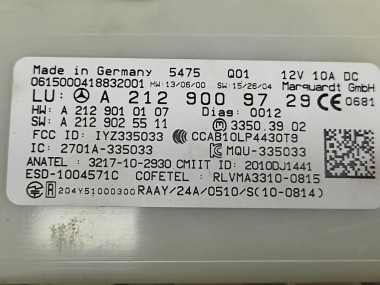 Made in Germany 5475 Q01 12V 10A DC
0615000418832001 HW:13/06/00 SW:15/26/04 Marquardt GmbH
LU: A 212 900 97 29 CE 0681
HW: A 212 901 01 07 Diag: 0012
SW: A 212 902 55 11 3350.3902
FCC ID: IYZ335033 CCAB10LP4430T9
IC: 2701A-335033 MQU-335033
ANATEL: 3217-10-2930 CMIIT ID: 2010DJ1441
ESD-1004571C COFETEL: RLVMA3310-0815
R 204Y51000300 RAAY/24A/0510/S(10-0814)